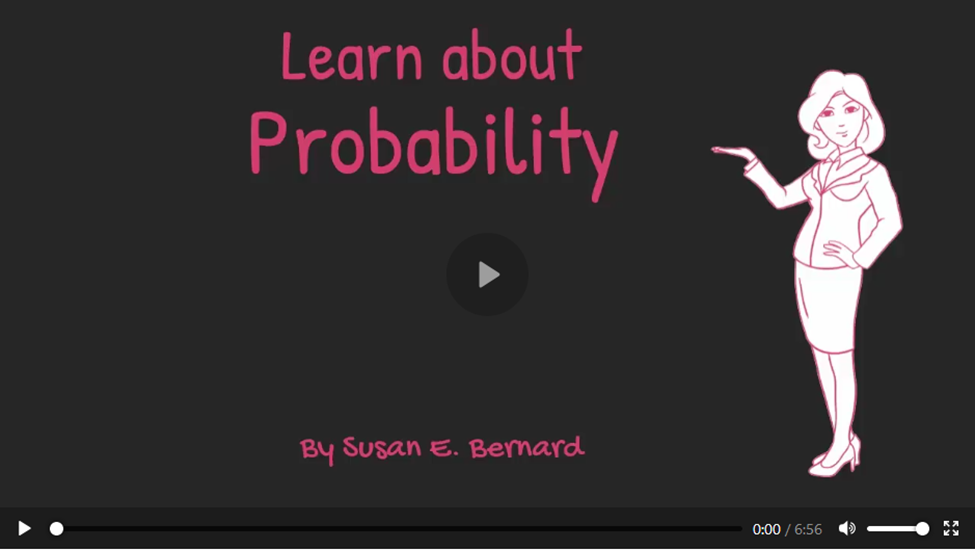 Learn about
Probability
By Susan E. Bernard
0:00 / 6:56